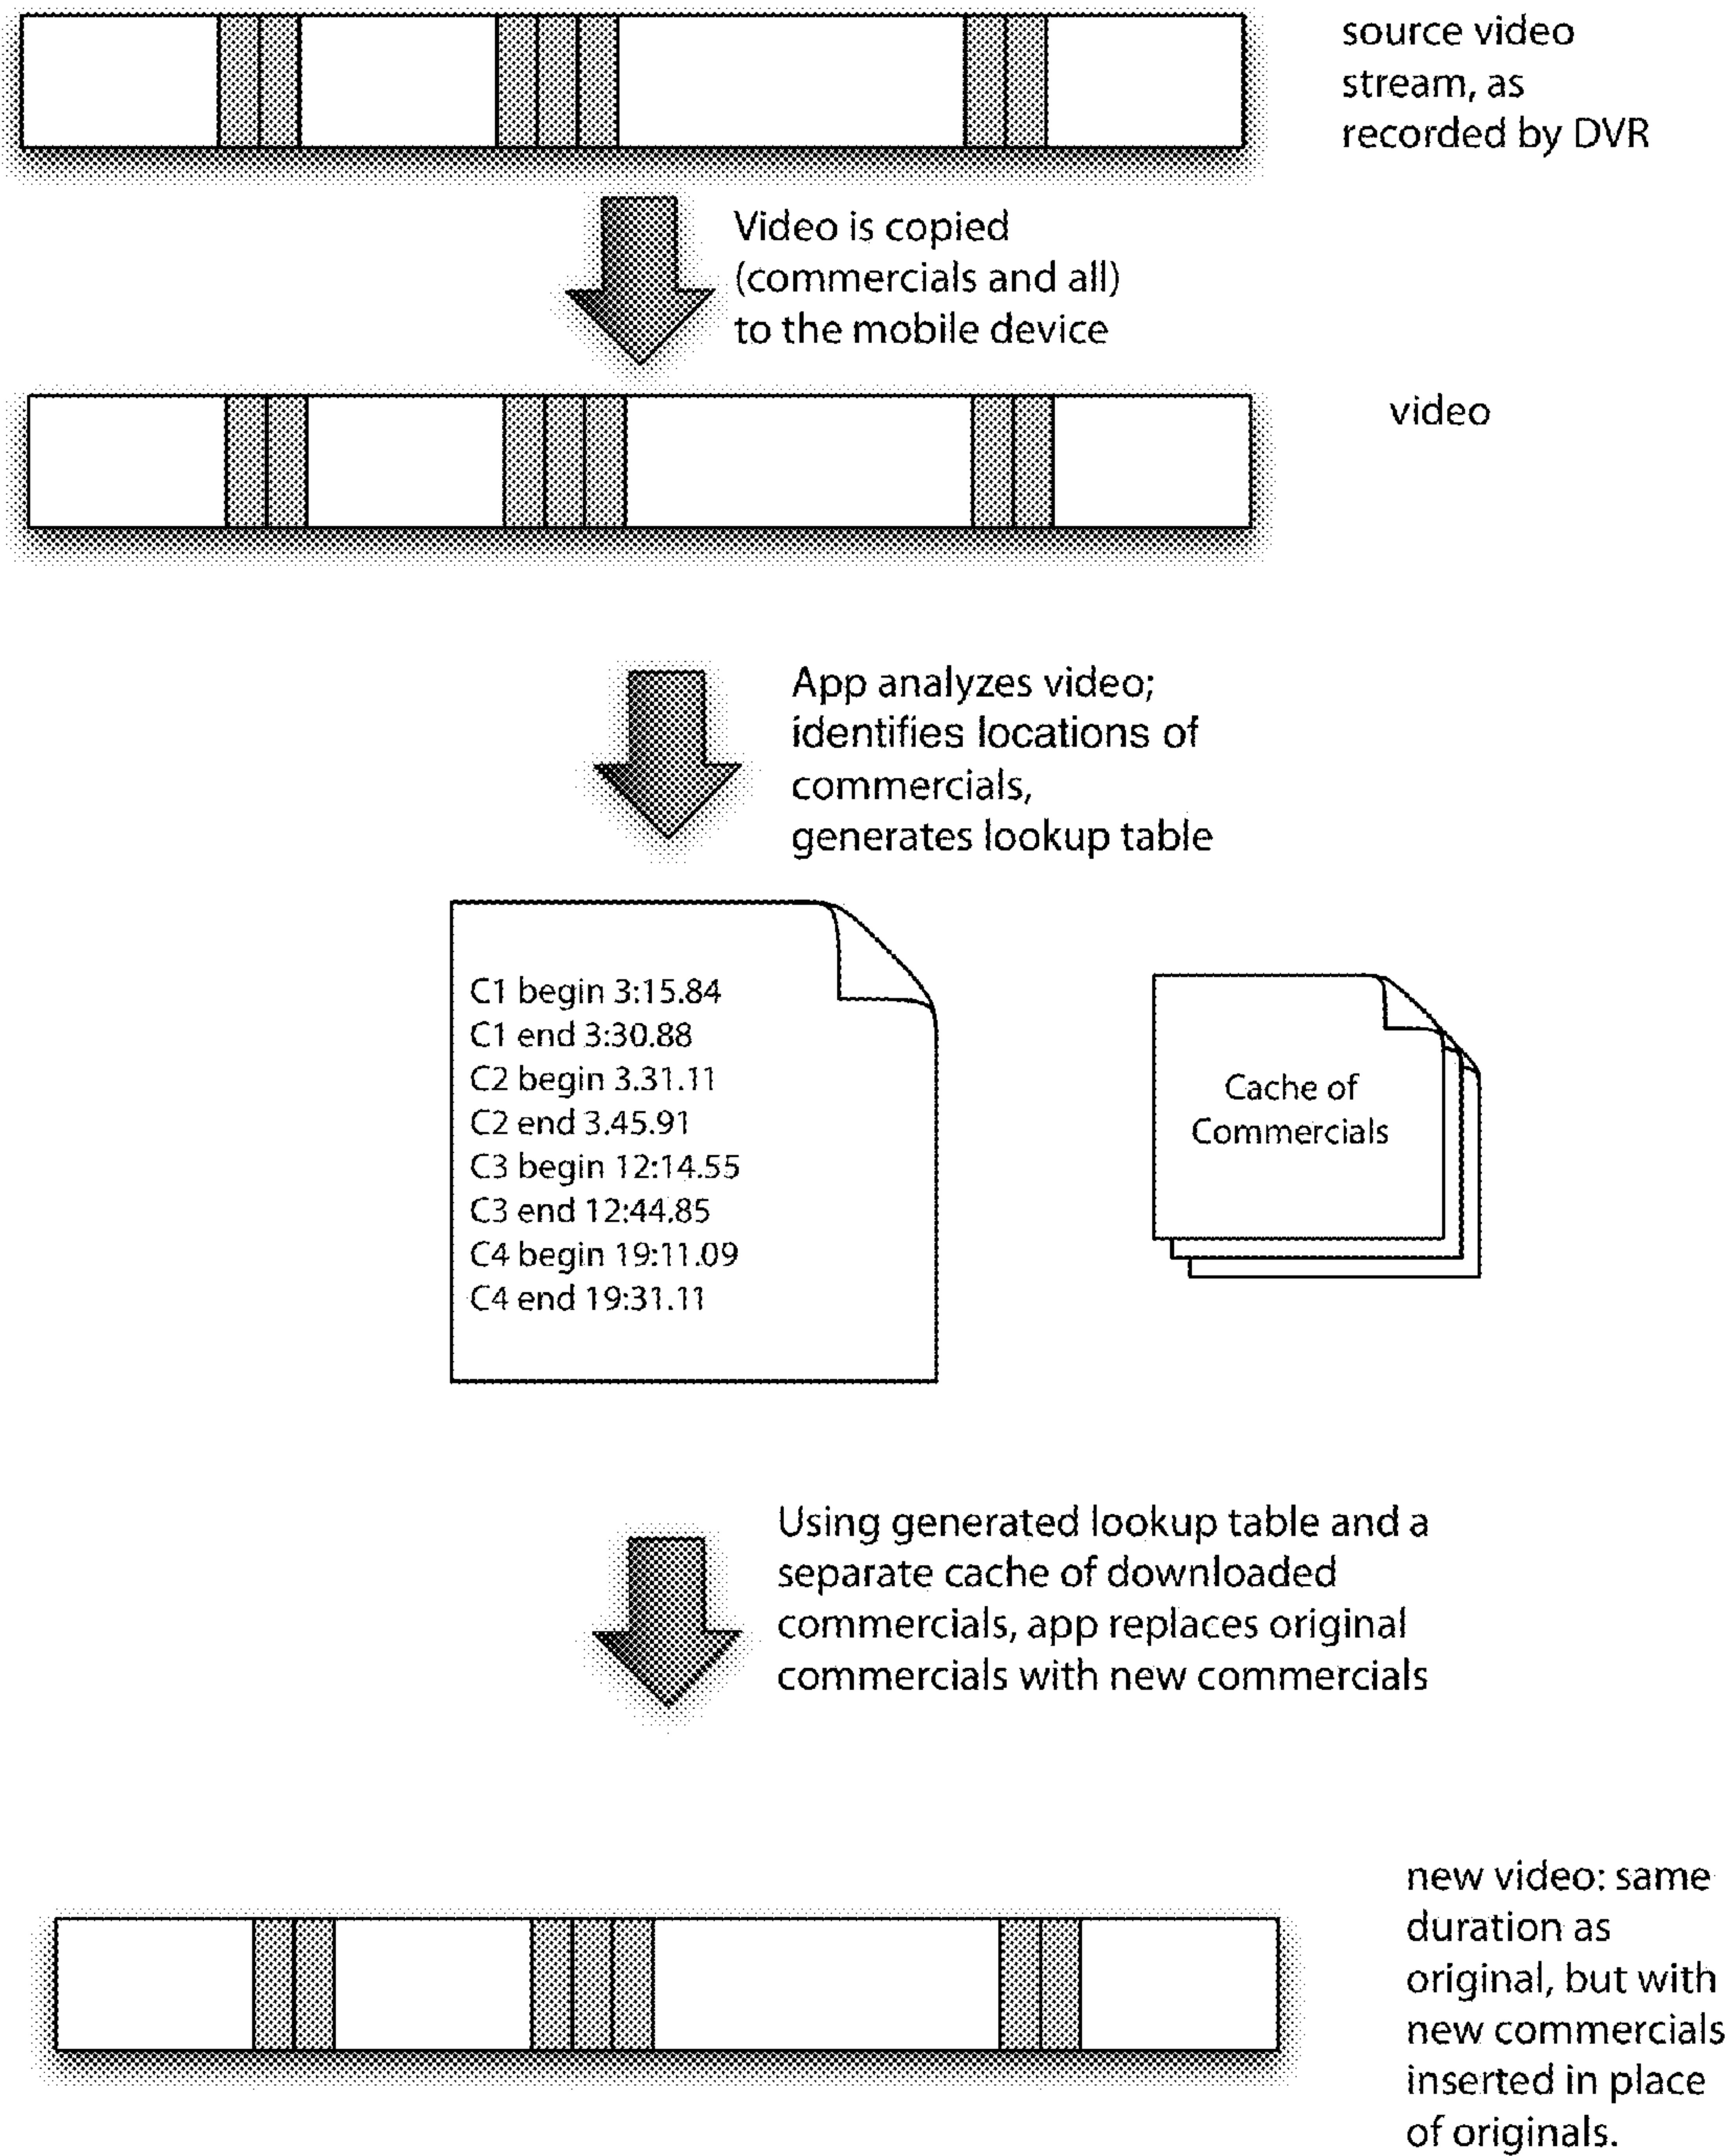 source video
stream, as
recorded by DVR
Video is copied
(commercials and all)
to the mobile device
video
App analyzes video;
identifies locations of
commercials,
generates lookup table
C1 begin 3:15.84
C1 end 3:30.88
C2 begin 3.31.11
C2 end 3.45.91
C3 begin 12:14.55
C3 end 12:44.85
C4 begin 19:11.09
C4 end 19:31.11
Cache of
Commercials
Using generated lookup table and a
separate cache of downloaded
commercials, app replaces original
commercials with new commercials
new video: same
duration as
original, but with
new commercials
inserted in place
of originals.